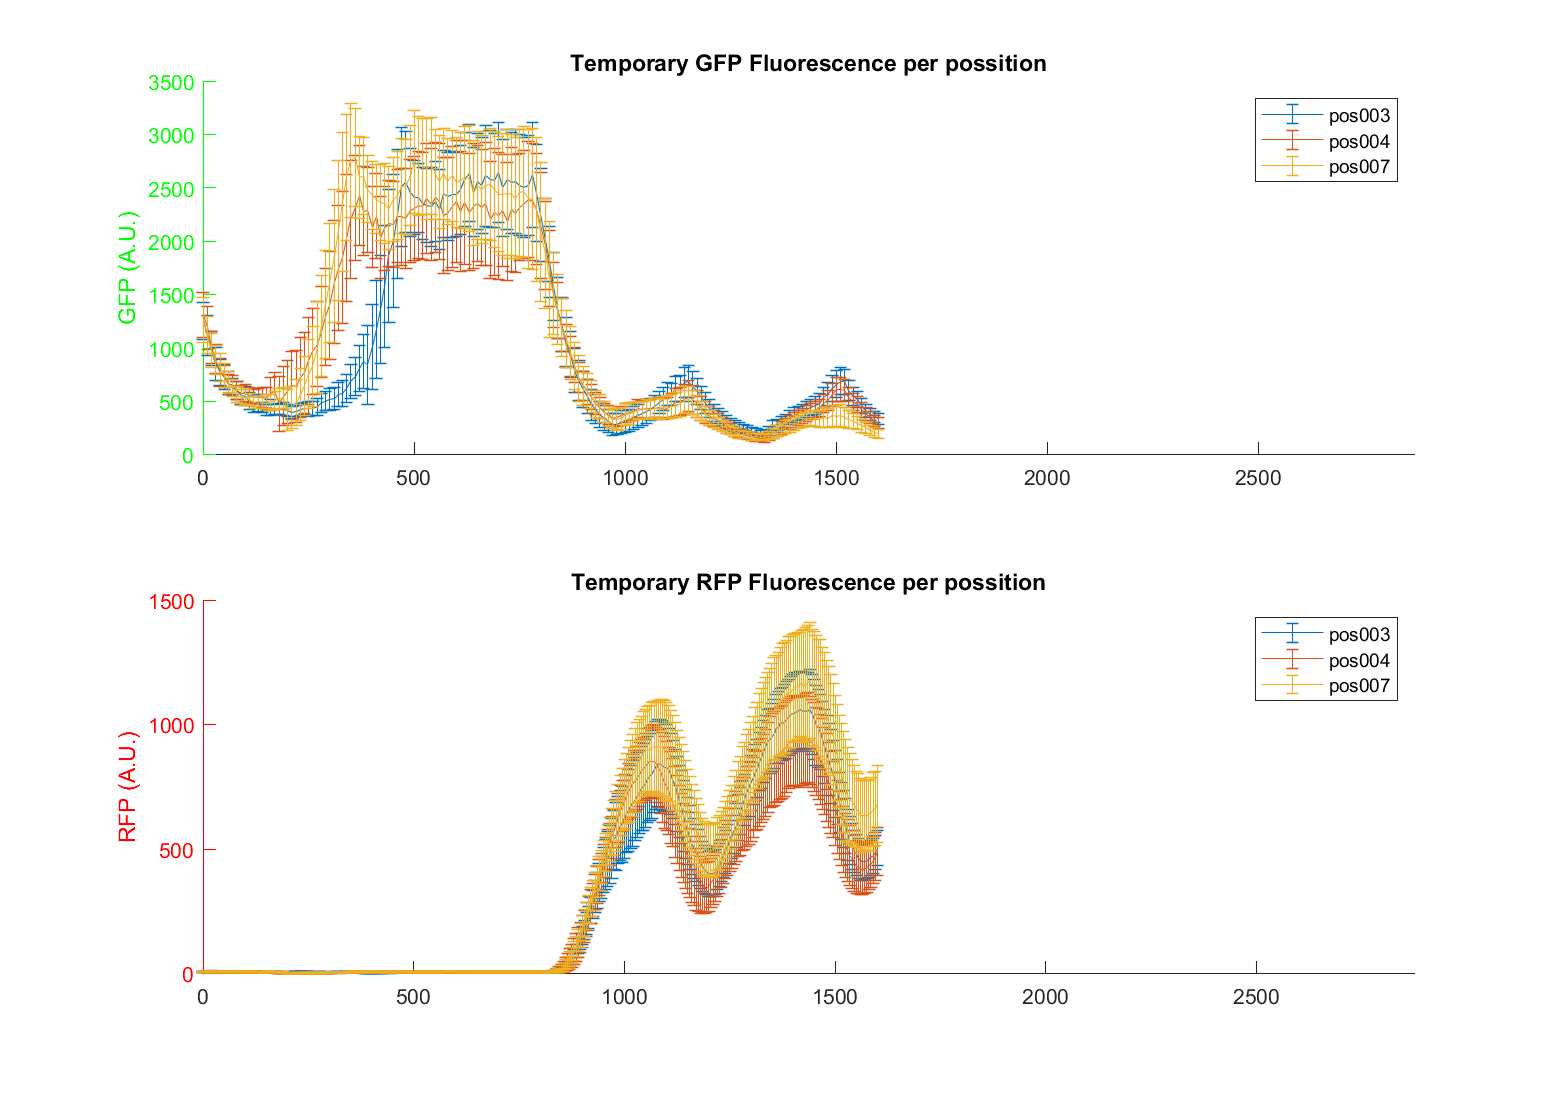 Temporary GFP Fluorescence per possition
3500
3000
2500
2000
1500
1000
500
0
GFP (A.U.)
0 500 1000 1500 2000 2500
pos003
pos004
pos007
Temporary RFP Fluorescence per possition
1500
1000
500
0
RFP (A.U.)
0 500 1000 1500 2000 2500
pos003
pos004
pos007